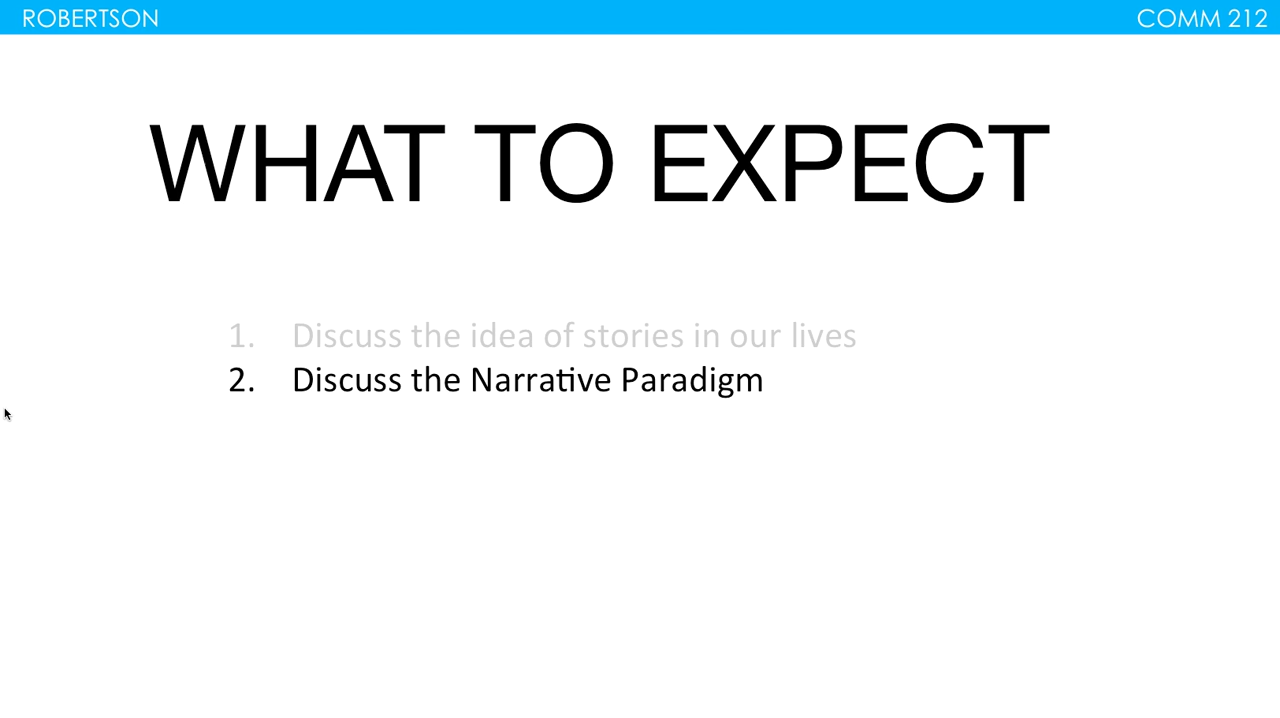 ROBERTSON
COMM 212
WHAT TO EXPECT
1. Discuss the idea of stories in our lives
2. Discuss the Narrative Paradigm